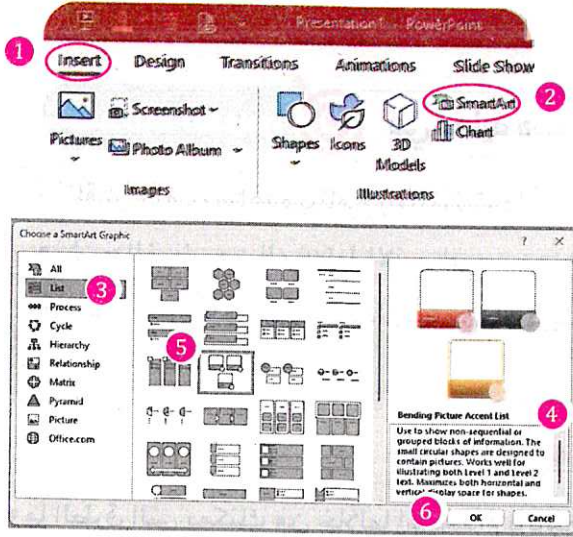 Presentation1 - PowerPoint
1
Insert
Design
Transitions
Animations
Slide Show
Pictures
Screenshot
Photo Album
Images
Shapes
Icons
3D
Models
SmartArt
2
Chart
Illustrations
Choose a SmartArt Graphic
?
All
List
3
Process
Cycle
Hierarchy
Relationship
Matrix
Pyramid
Picture
Office.com
5
Bending Picture Accent List
4
Use to show non-sequential or
grouped blocks of information. The
small circular shapes are designed to
contain pictures. Works well for
illustrating both Level 1 and Level 2
text. Maximizes both horizontal and
vertical display space for shapes.
6
OK
Cancel